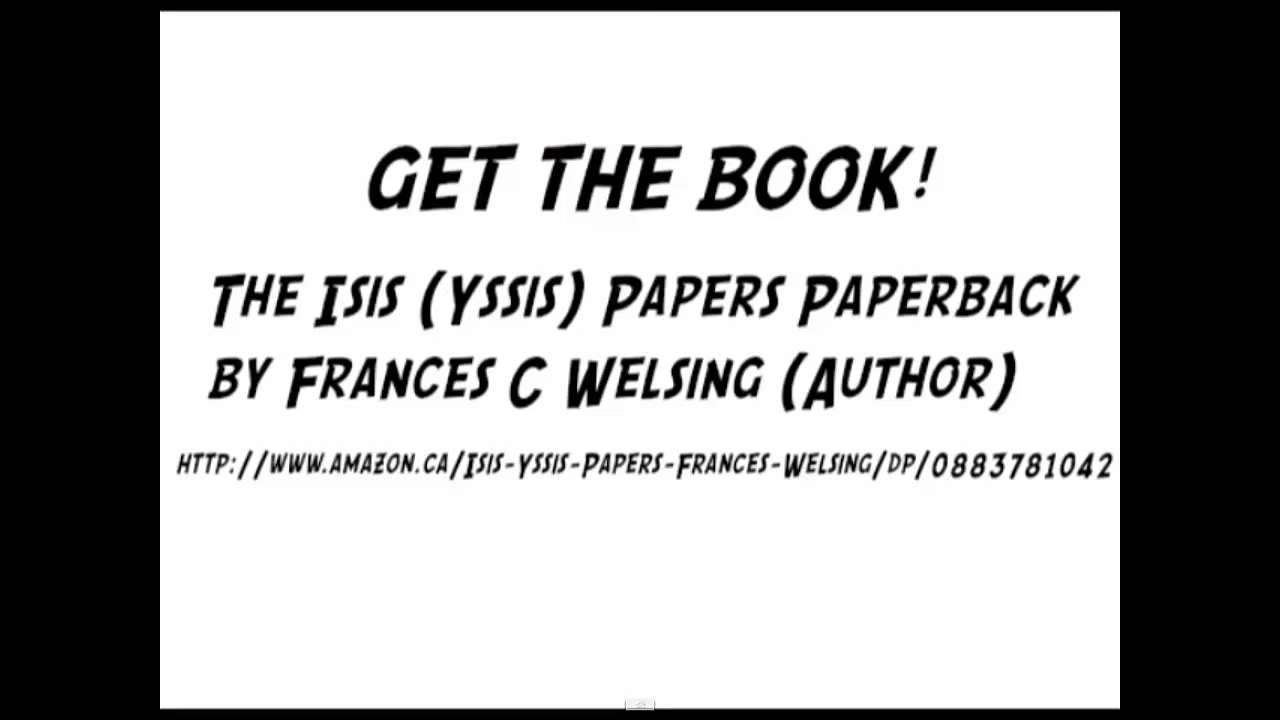 GET THE BOOK!
THE ISIS (YSSIS) PAPERS PAPERBACK
BY FRANCES C WELSING (AUTHOR)
HTTP://WWW.AMAZON.CA/ISIS-YSSIS-PAPERS-FRANCES-WELSING/DP/0883781042